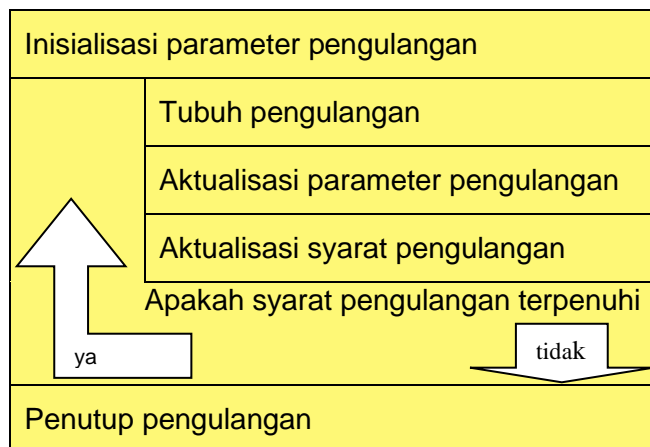 Inisialisasi parameter pengulangan
Tubuh pengulangan
Aktualisasi parameter pengulangan
Aktualisasi syarat pengulangan
Apakah syarat pengulangan terpenuhi
ya
tidak
Penutup pengulangan